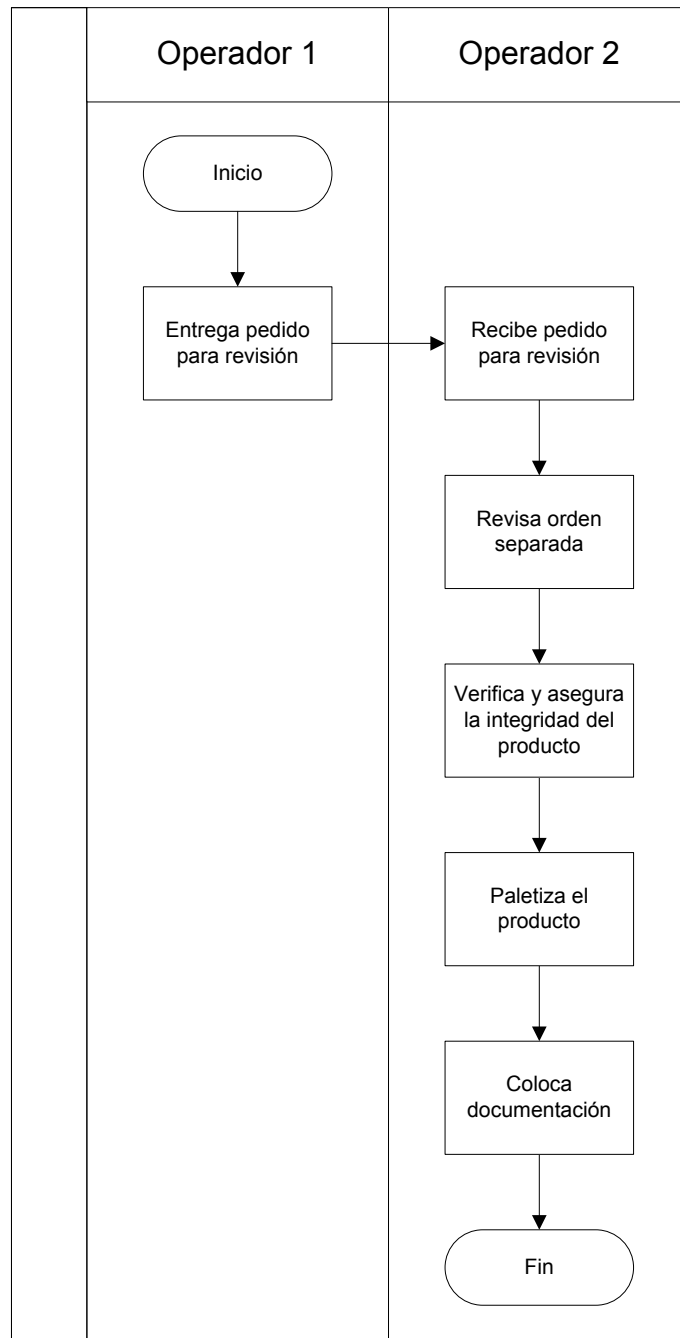 Operador 1
Operador 2
Inicio
Entrega pedido
para revisión
Recibe pedido
para revisión
Revisa orden
separada
Verifica y asegura
la integridad del
producto
Paletiza el
producto
Coloca
documentación
Fin